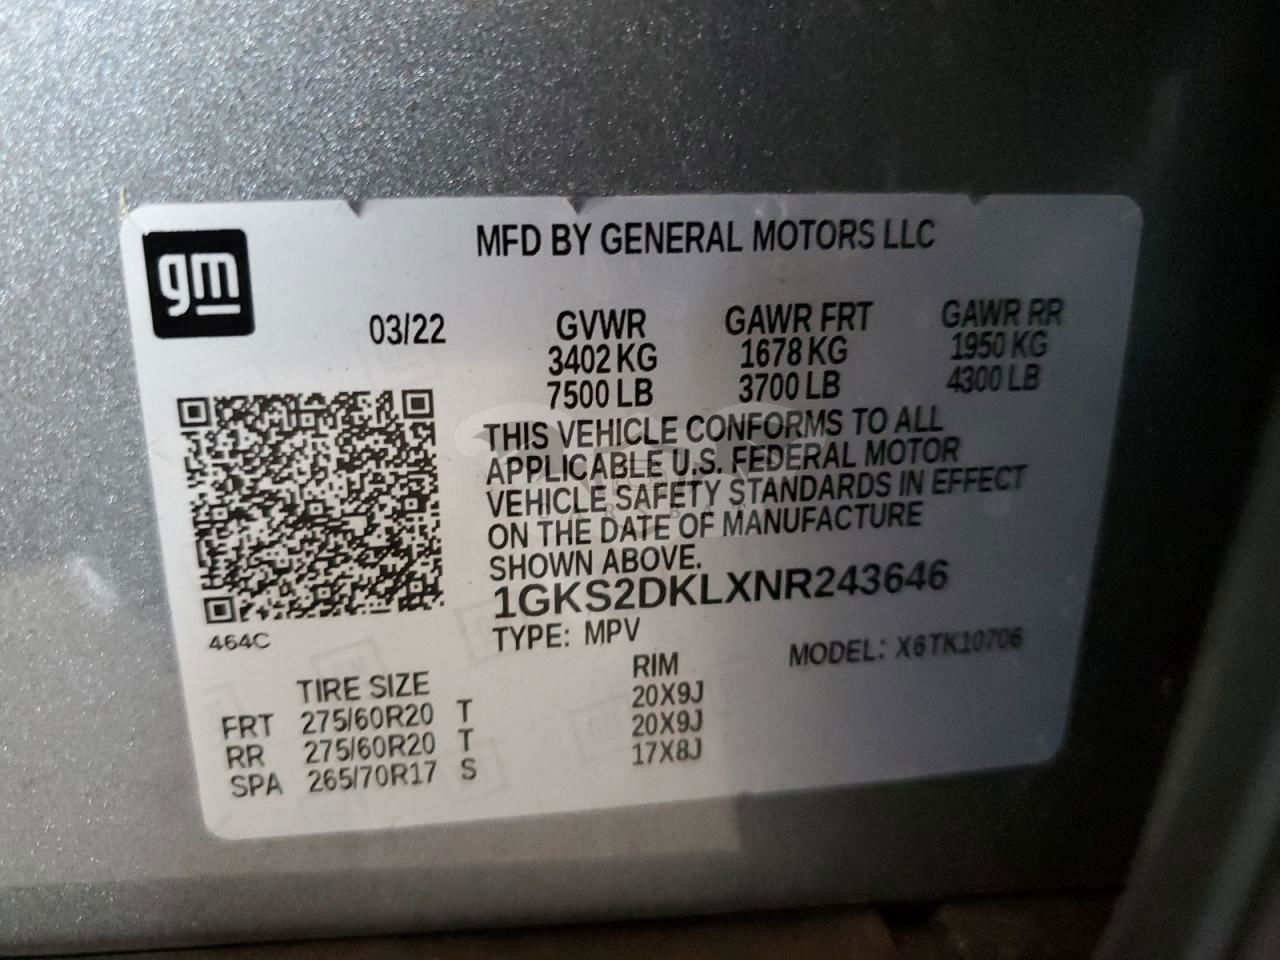 gm
MFD BY GENERAL MOTORS LLC
03/22
GVWR GAWR FRT GAWR RR
3402 KG 1678 KG 1950 KG
7500 LB 3700 LB 4300 LB
THIS VEHICLE CONFORMS TO ALL
APPLICABLE U.S. FEDERAL MOTOR
VEHICLE SAFETY STANDARDS IN EFFECT
ON THE DATE OF MANUFACTURE
SHOWN ABOVE.
1GKS2DKLXNR243646
464C
TYPE: MPV MODEL: X6TK10706
TIRE SIZE RIM
FRT 275/60R20 T 20X9J
RR 275/60R20 T 20X9J
SPA 265/70R17 S 17X8J